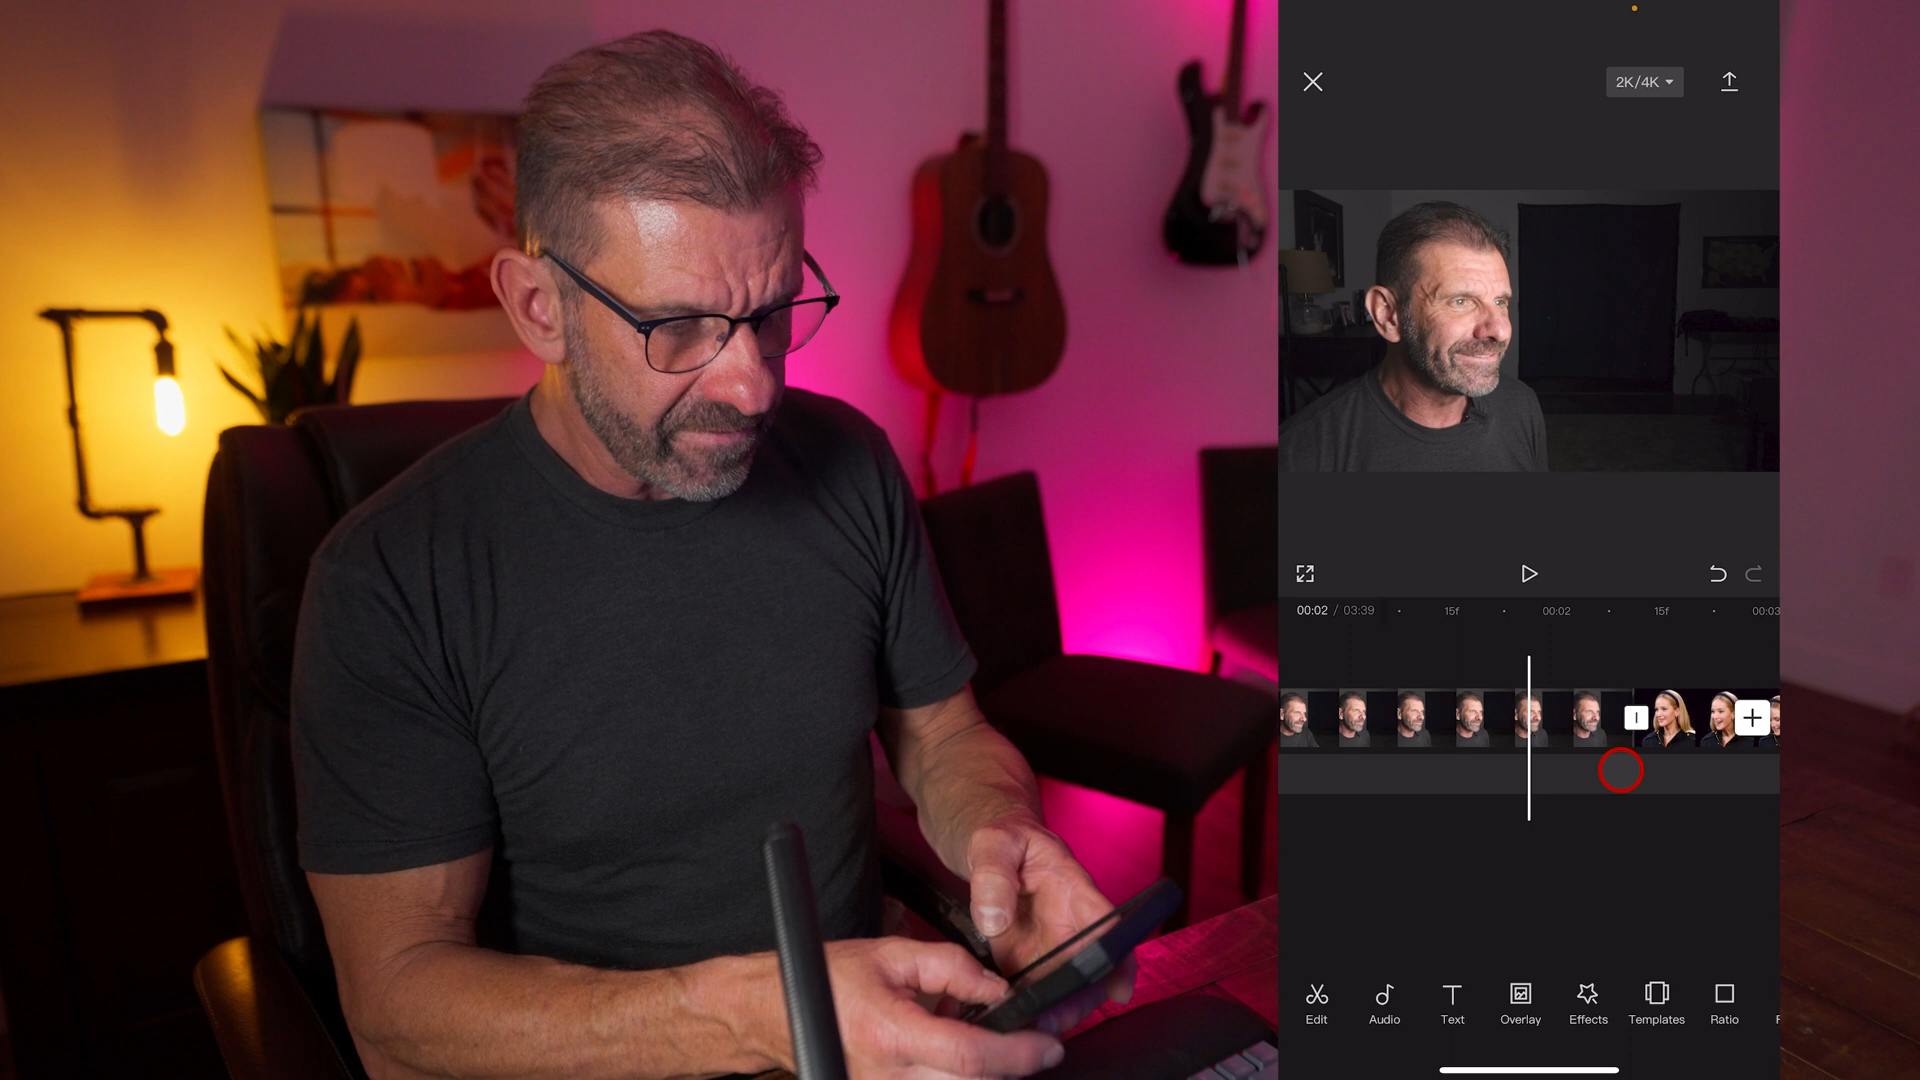 2K/4K
00:02 / 03:39 15f 00:02 15f 00:03
Edit Audio Text Overlay Effects Templates Ratio